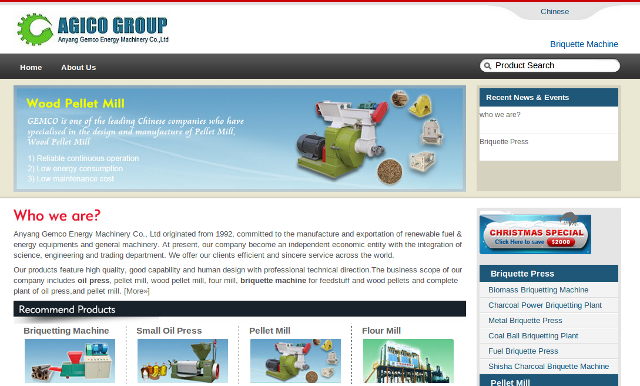 Chinese
AGICO GROUP
Anyang Gemco Energy Machinery Co.,Ltd
Briquette Machine
Home
About Us
Product Search
Wood Pellet Mill
GEMCO is one of the leading Chinese companies who have
specialised in the design and manufacture of Pellet Mill,
Wood Pellet Mill
1) Reliable continuous operation
2) Low energy consumption
3) Low maintenance cost
Recent News & Events
who we are?
Briquette Press
Who we are?
Anyang Gemco Energy Machinery Co., Ltd originated from 1992, committed to the manufacture and exportation of renewable fuel &
energy equipments and general machinery. At present, our company become an independent economic entity with the integration of
science, engineering and trading department. We offer our clients efficient and sincere service across the world.
Our products feature high quality, good capability and human design with professional technical direction.The business scope of our
company includes oil press, pellet mill, wood pellet mill, four mill, briquette machine for feedstuff and wood pellets and complete
plant of oil press,and pellet mill. [More»]
CHRISTMAS SPECIAL
Click Here to save $2000
Recommend Products
Briquetting Machine
Small Oil Press
Pellet Mill
Flour Mill
Briquette Press
Biomass Briquetting Machine
Charcoal Power Briquetting Plant
Metal Briquette Press
Coal Ball Briquetting Plant
Fuel Briquette Press
Shisha Charcoal Briquette Machine
Pellet Mill